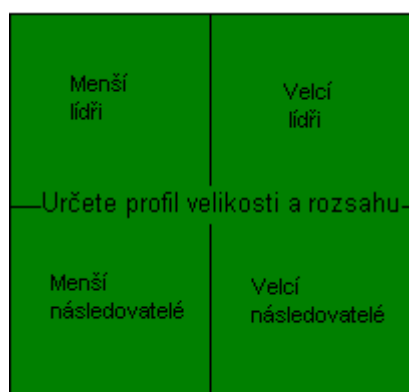 Menší
lídři
Velcí
lídři
Určete profil velikosti a rozsahu
Menší
následovatelé
Velcí
následovatelé